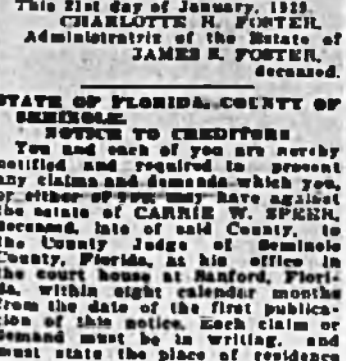 This 21st day of January, 1939.
CHARLOTTE R. FOSTER,
Administratrix of the Estate of
JAMES E. FOSTER,
deceased.
STATE OF FLORIDA, COUNTY OF
SEMINOLE.
NOTICE TO CREDITORS
You and each of you are hereby
notified and required to present
any claims and demands which you,
or either of you may have against
the estate of CARRIE W. SPEER,
deceased, late of said County, to
the County Judge of Seminole
County, Florida, at his office in
the court house at Sanford, Flori-
da, within eight calendar months
from the date of the first publica-
tion of this notice. Each claim or
demand must be in writing, and
must state the place of residence